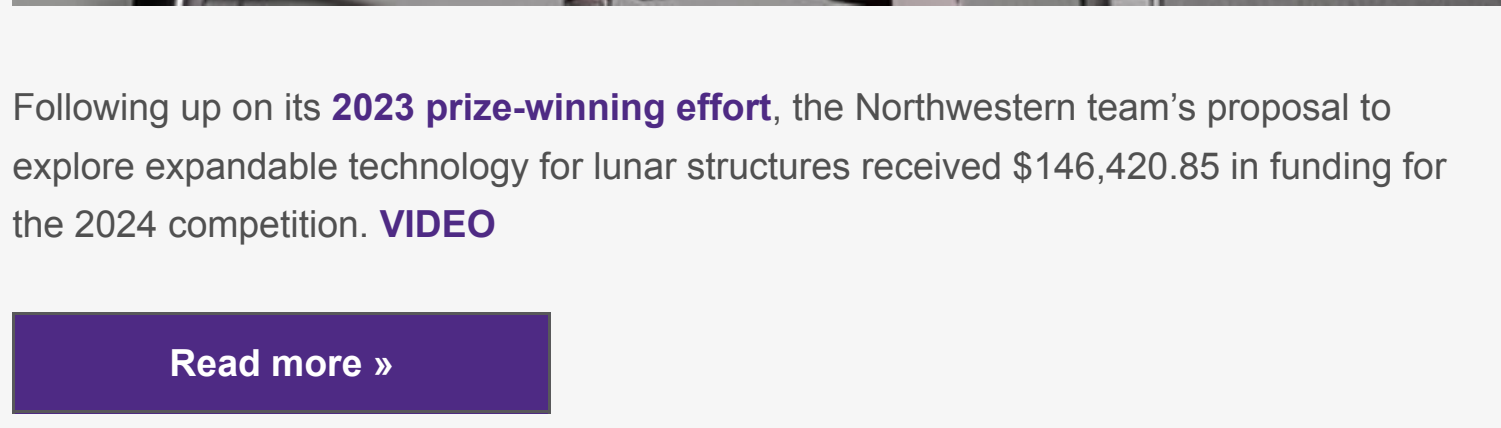 Following up on its 2023 prize-winning effort, the Northwestern team’s proposal to
explore expandable technology for lunar structures received $146,420.85 in funding for
the 2024 competition. VIDEO
Read more »